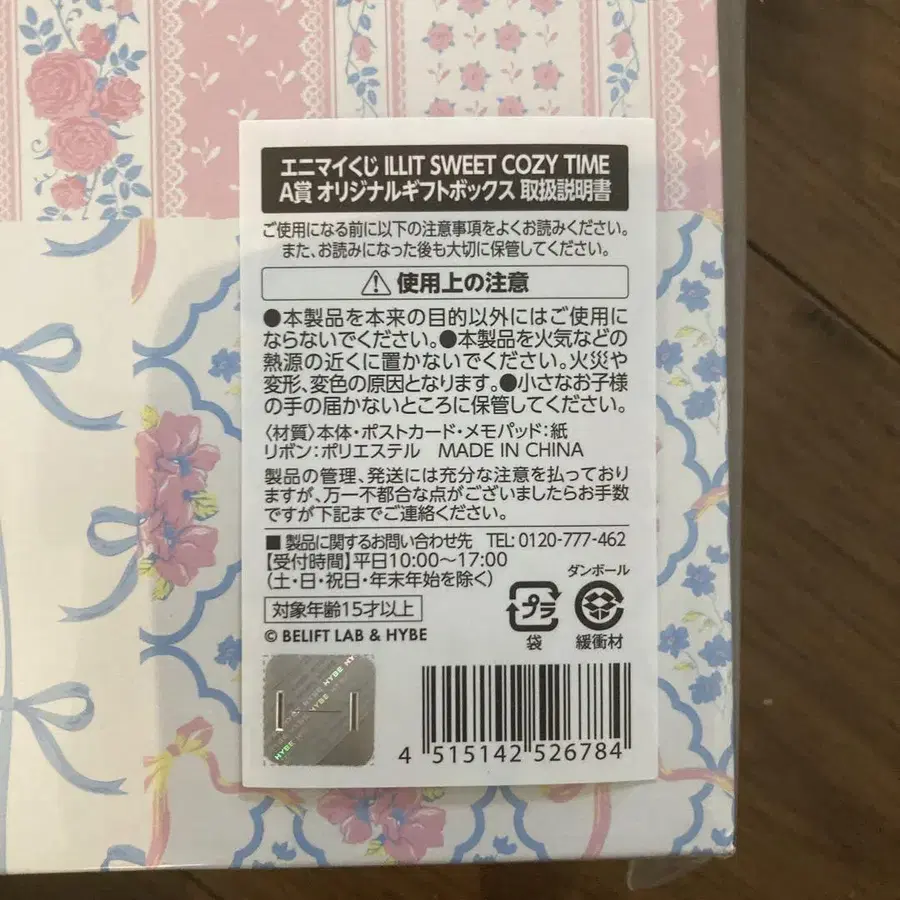 エニマイくじ ILLIT SWEET COZY TIME
A賞 オリジナルギフトボックス 取扱説明書
ご使用になる前に以下の注意事項をよくお読みください。
また、お読みになった後も大切に保管してください。
使用上の注意
●本製品を本来の目的以外にはご使用に
ならないでください。●本製品を火気などの
熱源の近くに置かないでください。火災や
変形、変色の原因となります。●小さなお子様
の手の届かないところに保管してください。
〈材質〉本体・ポストカード・メモパッド：紙
リボン：ポリエステル MADE IN CHINA
製品の管理、発送には充分な注意を払っており
ますが、万一不都合な点がございましたらお手数
ですが下記までご連絡ください。
■ 製品に関するお問い合わせ先 TEL: 0120-777-462
【受付時間】平日10:00～17:00
（土・日・祝日・年末年始を除く）
対象年齢15才以上
© BELIFT LAB & HYBE
プラ
袋
ダンボール
緩衝材
HYBE HYBE HYBE
4 515142 526784